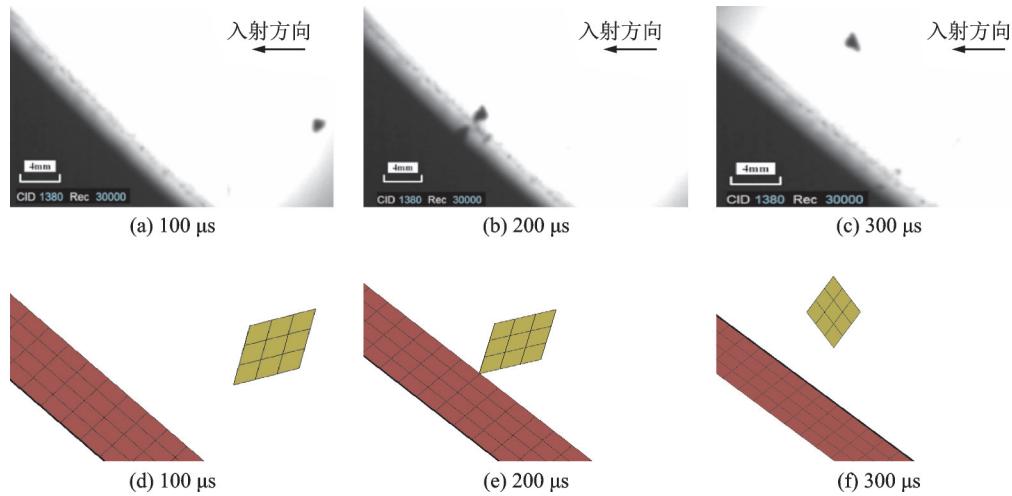 入射方向
入射方向
入射方向
4mm
4mm
4mm
CID 1380 Rec 30000
CID 1380 Rec 30000
CID 1380 Rec 30000
(a) 100 μs
(b) 200 μs
(c) 300 μs
(d) 100 μs
(e) 200 μs
(f) 300 μs